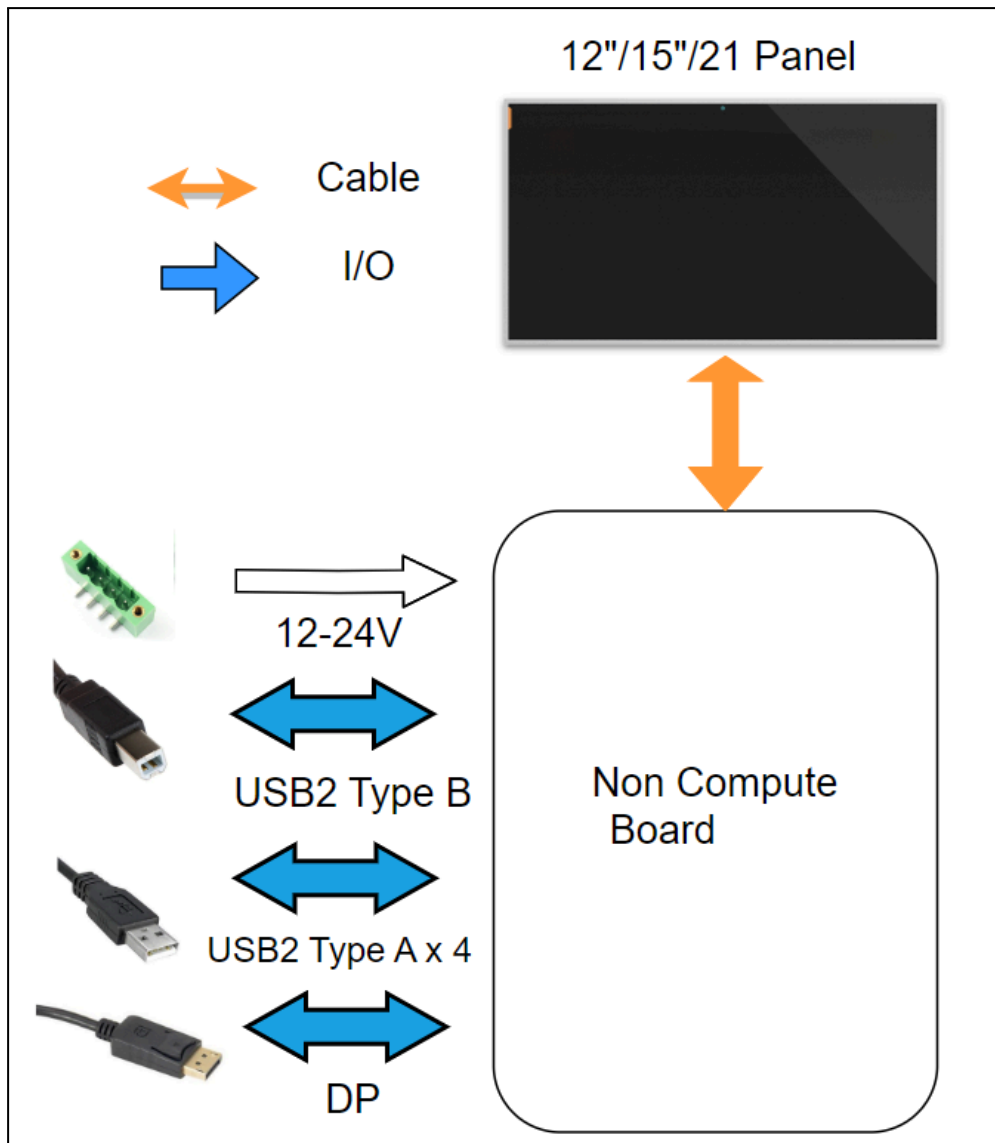 12"/15"/21 Panel
Cable
I/O
12-24V
USB2 Type B
USB2 Type A x 4
DP
Non Compute
Board